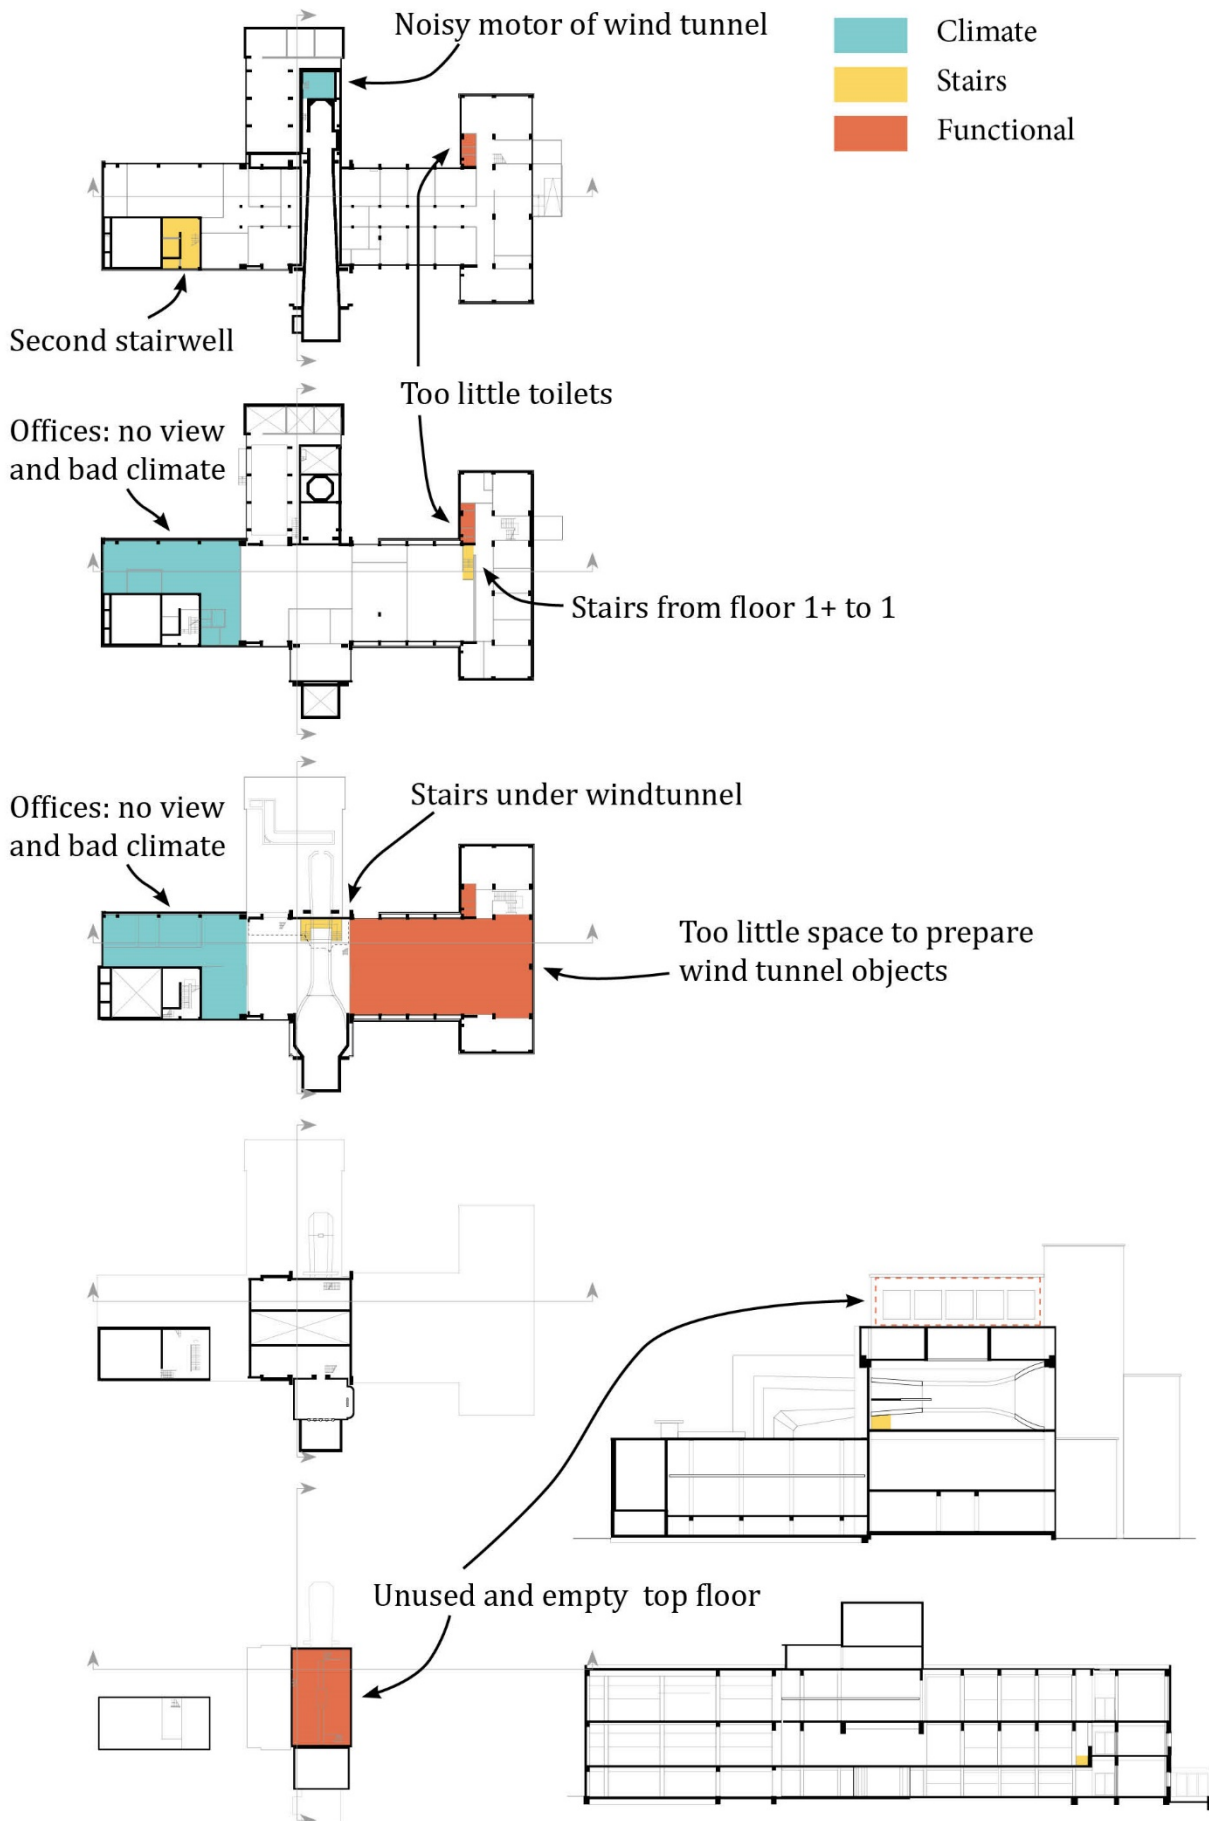 Noisy motor of wind tunnel
Climate
Stairs
Functional
Second stairwell
Too little toilets
Offices: no view
and bad climate
Stairs from floor 1+ to 1
Offices: no view
and bad climate
Stairs under windtunnel
Too little space to prepare
wind tunnel objects
Unused and empty top floor